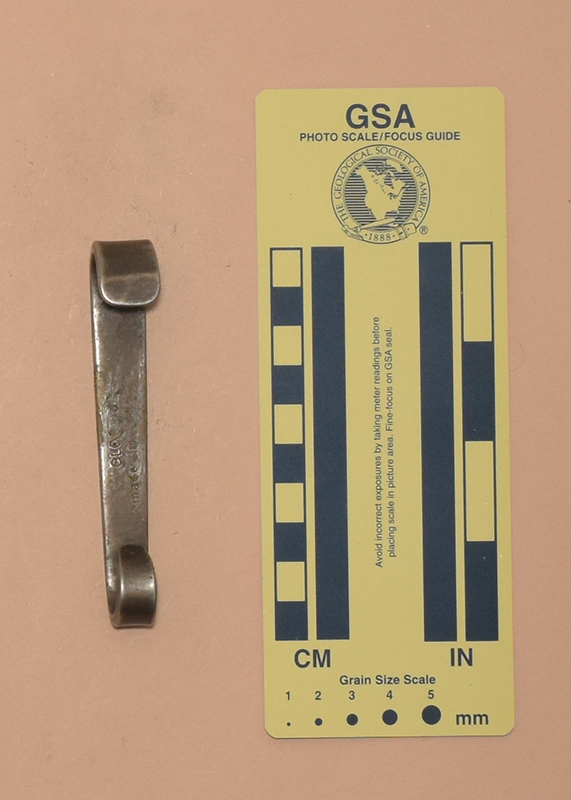 GSA
PHOTO SCALE/FOCUS GUIDE
THE GEOLOGICAL SOCIETY OF AMERICA
1888
®
Avoid incorrect exposures by taking meter readings before
placing scale in picture area. Fine-focus on GSA seal.
CM
IN
Grain Size Scale
1 2 3 4 5
mm
made